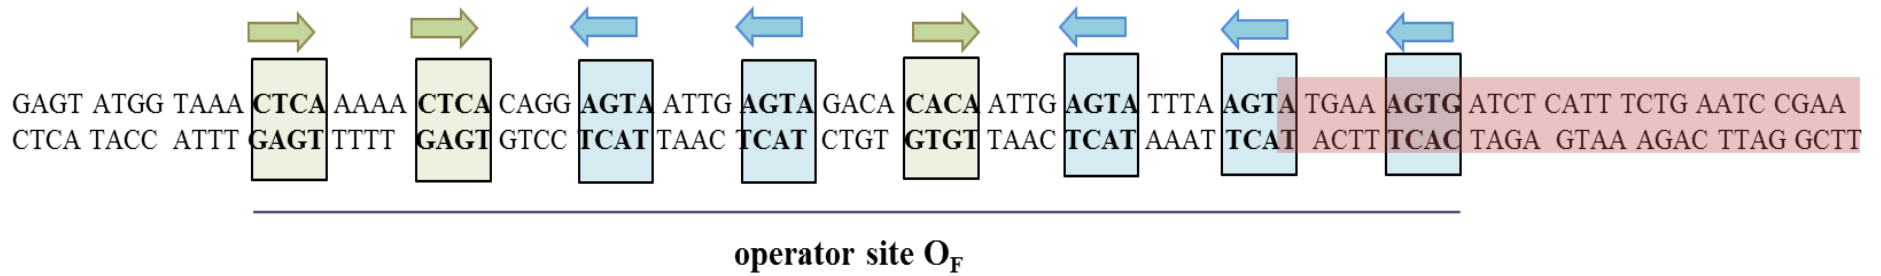 GAGT ATGG TAAA CTCA AAAA CTCA CAGG AGTA ATTG AGTA GACA CACA ATTG AGTA TTTA AGTA TGAA AGTG ATCT CATT TCTG AATC CGAA
CTCA TACC ATTT GAGT TTTT GAGT GTCC TCAT TAAC TCAT CTGT GTGT TAAC TCAT AAAT TCAT ACTT TCAC TAGA GTAA AGAC TTAG GCTT
operator site OF